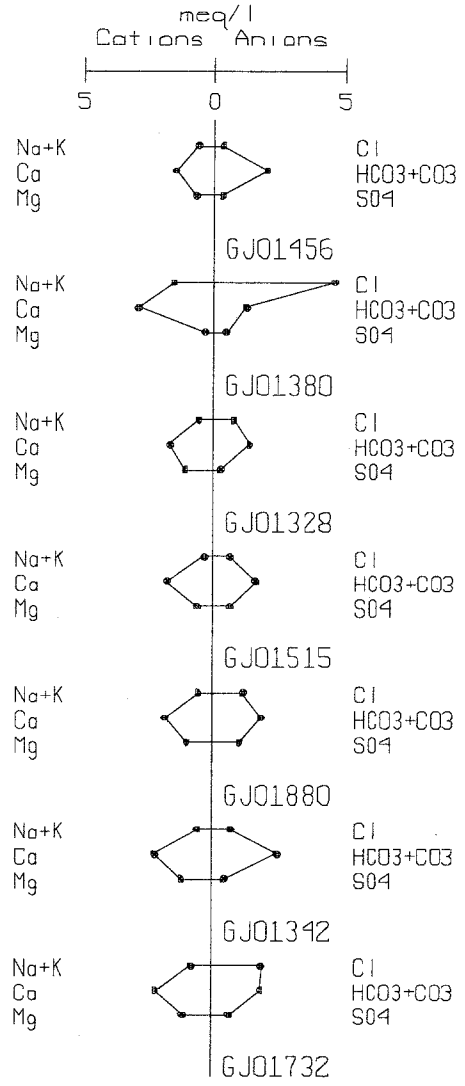 meq/l
Cations Anions
5 0 5
Na+K Cl
Ca HCO3+CO3
Mg SO4
GJ01456
Na+K Cl
Ca HCO3+CO3
Mg SO4
GJ01380
Na+K Cl
Ca HCO3+CO3
Mg SO4
GJ01328
Na+K Cl
Ca HCO3+CO3
Mg SO4
GJ01515
Na+K Cl
Ca HCO3+CO3
Mg SO4
GJ01880
Na+K Cl
Ca HCO3+CO3
Mg SO4
GJ01342
Na+K Cl
Ca HCO3+CO3
Mg SO4
GJ01732